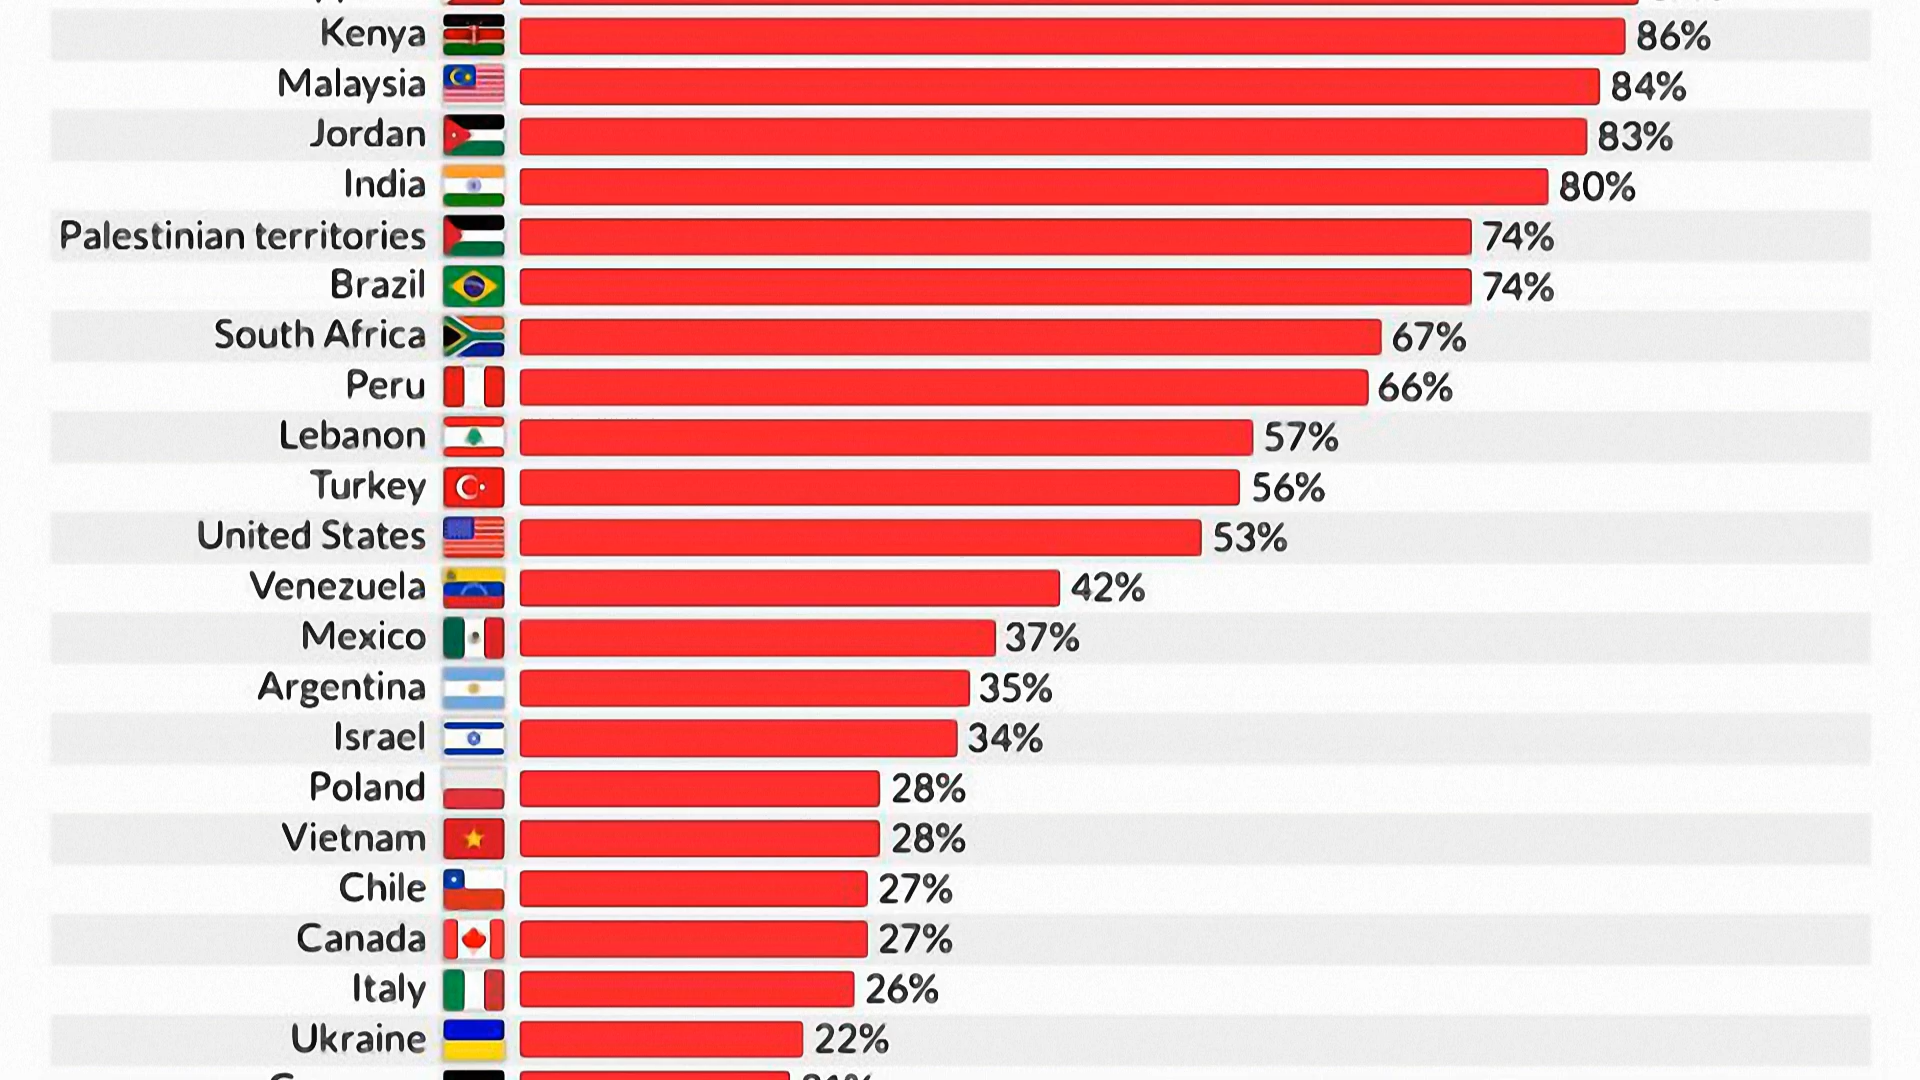 Kenya 86%
Malaysia 84%
Jordan 83%
India 80%
Palestinian territories 74%
Brazil 74%
South Africa 67%
Peru 66%
Lebanon 57%
Turkey 56%
United States 53%
Venezuela 42%
Mexico 37%
Argentina 35%
Israel 34%
Poland 28%
Vietnam 28%
Chile 27%
Canada 27%
Italy 26%
Ukraine 22%